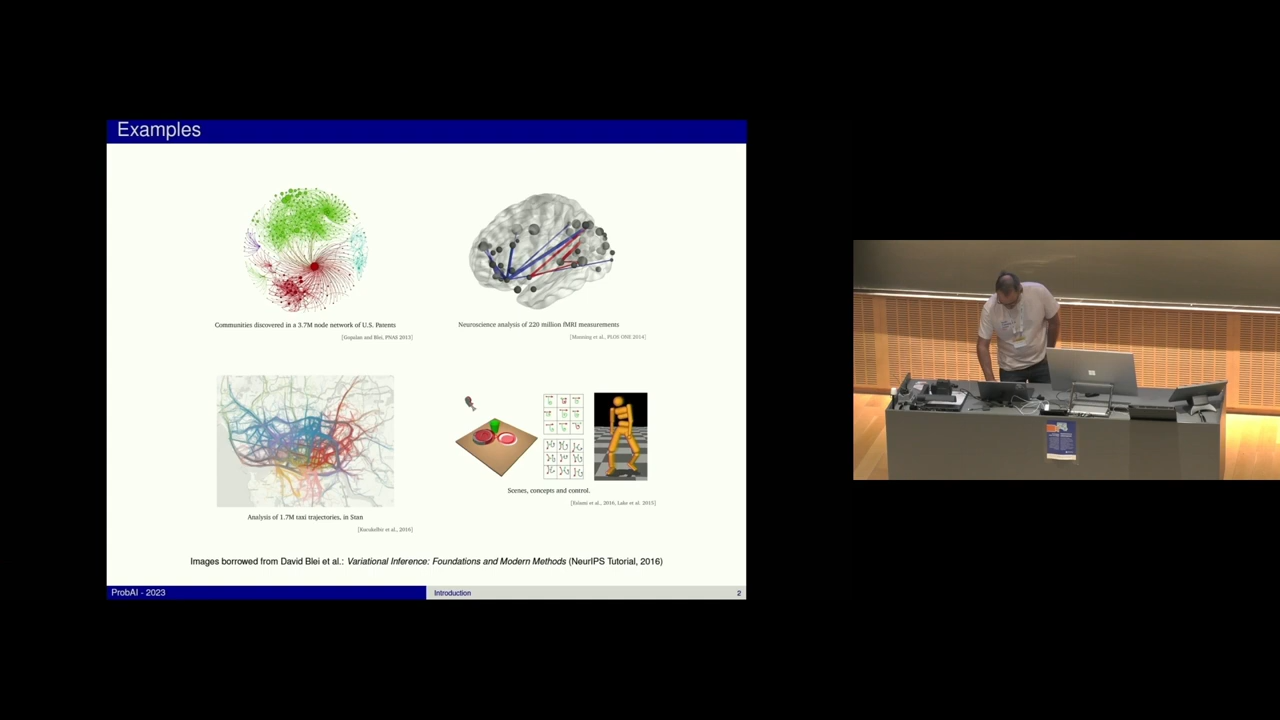 Examples
Communities discovered in a 3.7M node network of U.S. Patents
[Gopalan and Blei, PNAS 2013]
Neuroscience analysis of 220 million fMRI measurements
[Manning et al., PLOS ONE 2014]
Analysis of 1.7M taxi trajectories, in Stan
[Kucukelbir et al., 2016]
Scenes, concepts and control.
[Eslami et al., 2016, Lake et al. 2015]
Images borrowed from David Blei et al.: Variational Inference: Foundations and Modern Methods (NeurIPS Tutorial, 2016)
ProbAI - 2023
Introduction
2